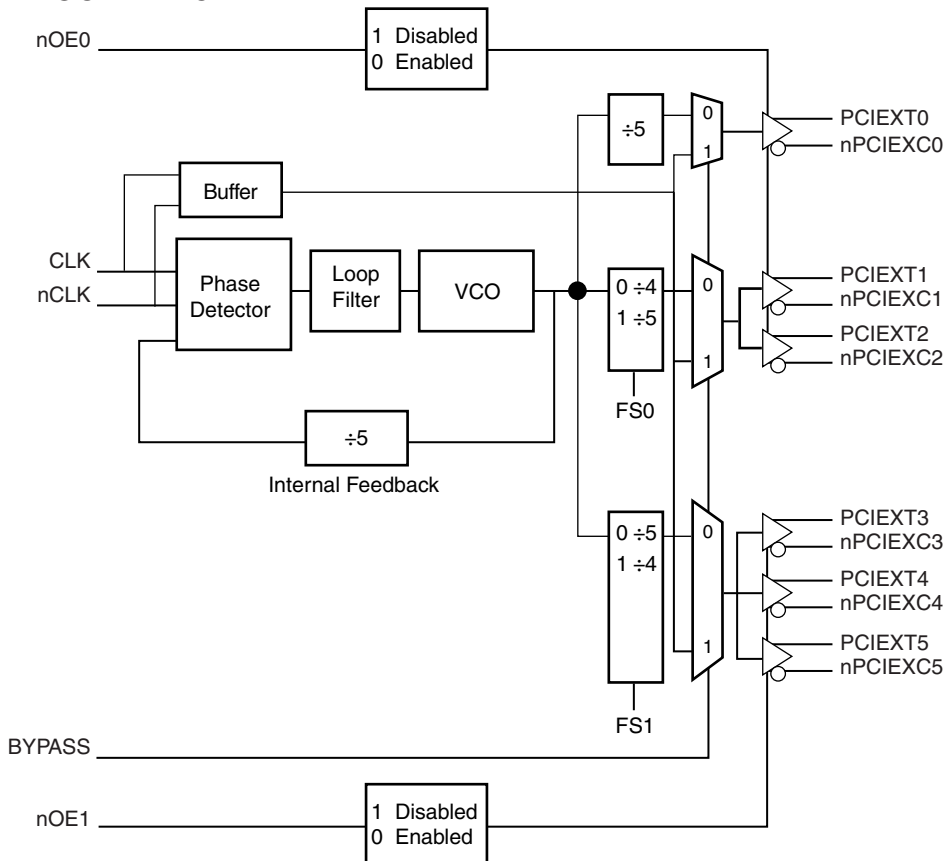 nOE0
1 Disabled
0 Enabled
÷5
0
1
PCIEXT0
nPCIEXC0
Buffer
CLK
nCLK
Phase
Detector
Loop
Filter
VCO
0 ÷4
1 ÷5
FS0
0
1
PCIEXT1
nPCIEXC1
PCIEXT2
nPCIEXC2
÷5
Internal Feedback
0 ÷5
1 ÷4
FS1
0
1
PCIEXT3
nPCIEXC3
PCIEXT4
nPCIEXC4
PCIEXT5
nPCIEXC5
BYPASS
nOE1
1 Disabled
0 Enabled